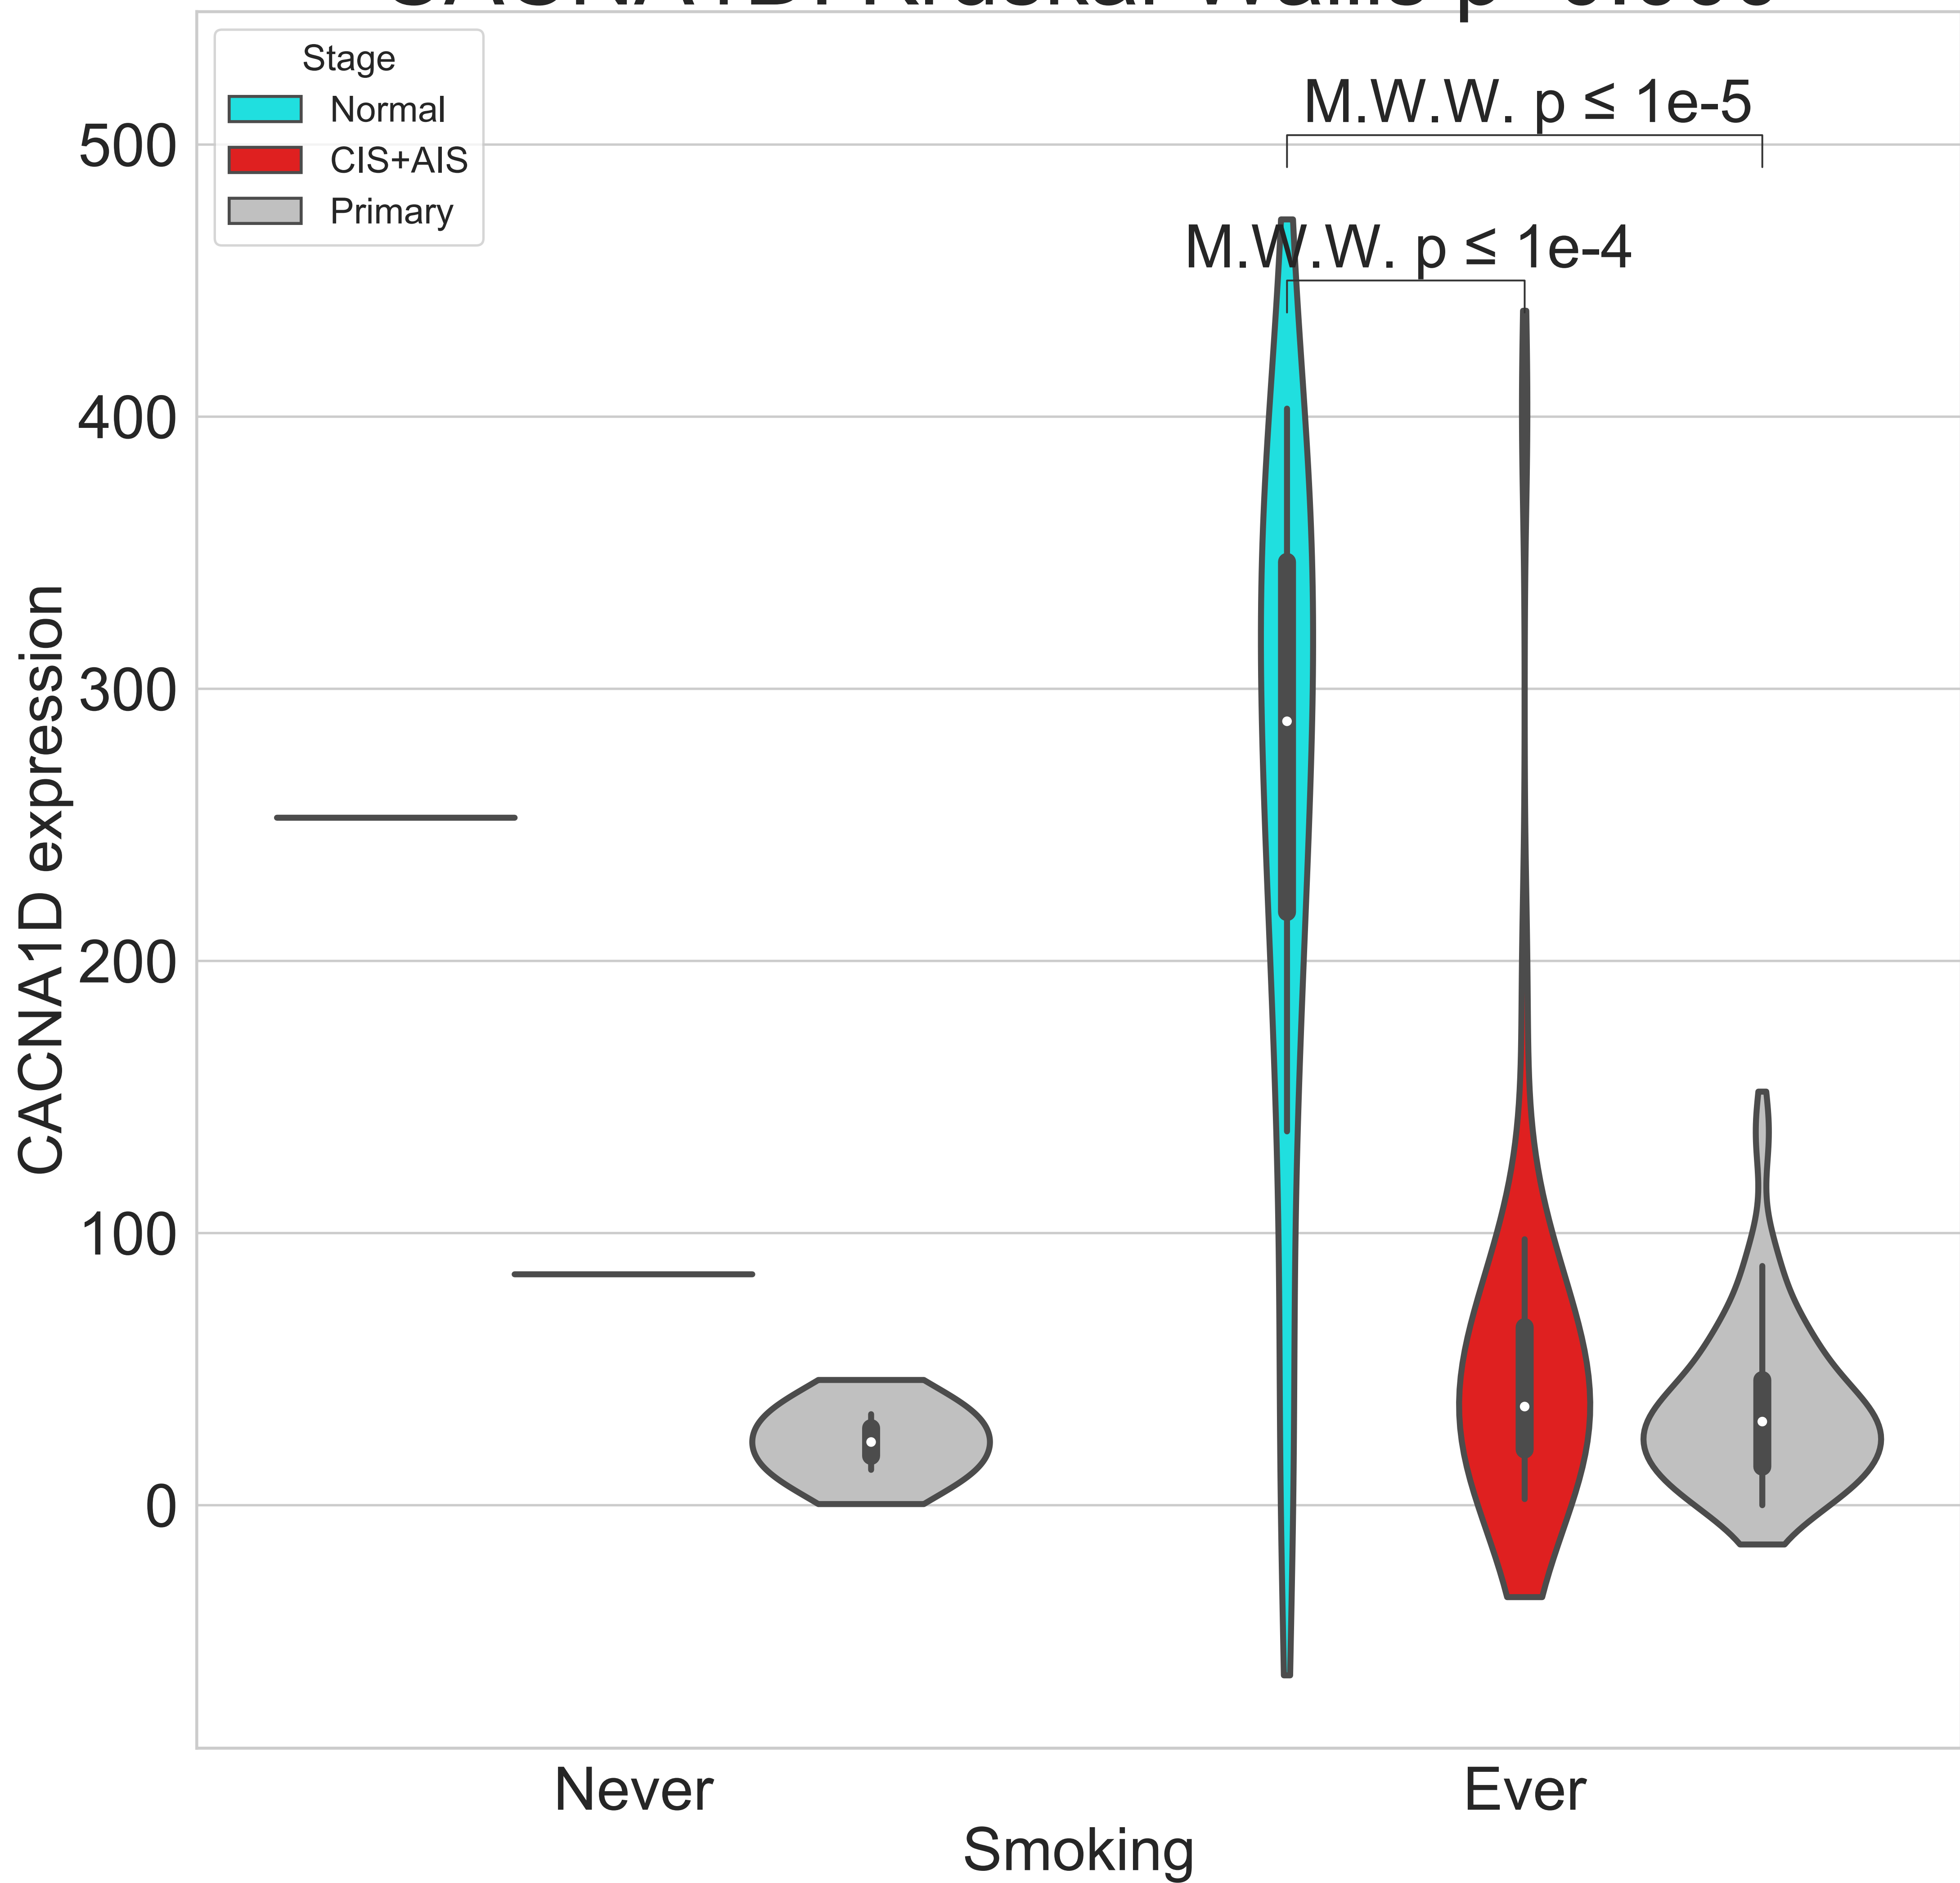 Stage
Normal
CIS+AIS
Primary
M.W.W. p ≤ 1e-5
M.W.W. p ≤ 1e-4
500
400
300
200
100
0
CACNA1D expression
Never
Ever
Smoking